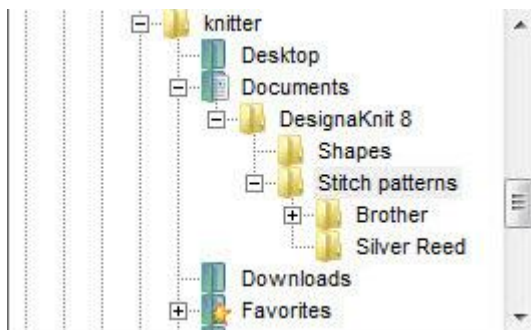 knitter
Desktop
Documents
DesignaKnit 8
Shapes
Stitch patterns
Brother
Silver Reed
Downloads
Favorites